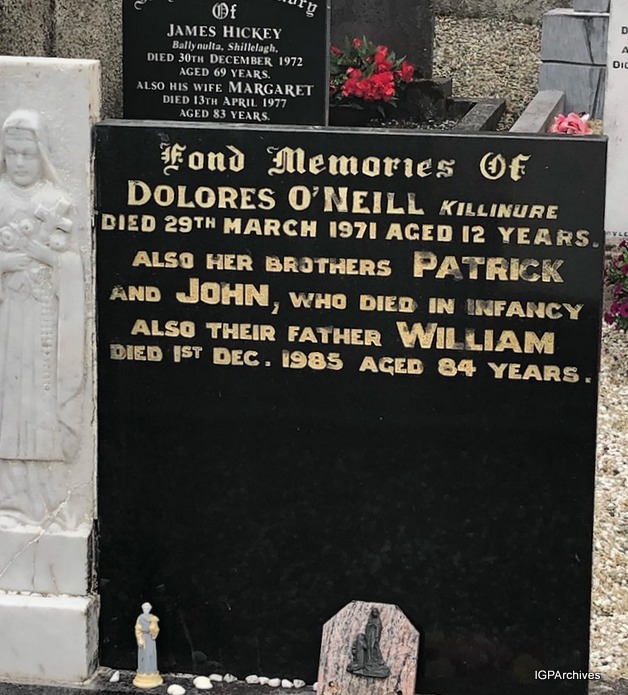 Of
JAMES HICKEY
Ballynulta, Shillelagh,
DIED 30TH DECEMBER 1972
AGED 69 YEARS.
ALSO HIS WIFE MARGARET
DIED 13TH APRIL 1977
AGED 83 YEARS.
Fond Memories Of
DOLORES O'NEILL KILLINURE
DIED 29TH MARCH 1971 AGED 12 YEARS.
ALSO HER BROTHERS PATRICK
AND JOHN, WHO DIED IN INFANCY
ALSO THEIR FATHER WILLIAM
DIED 1ST DEC. 1985 AGED 84 YEARS.
IGPArchives